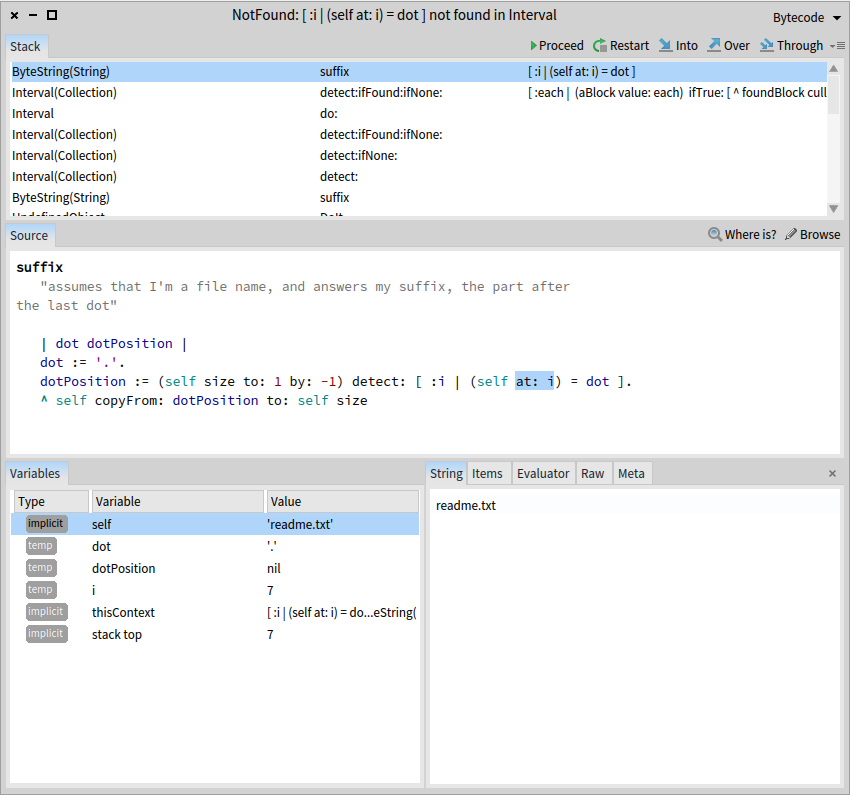 NotFound: [ :i | (self at: i) = dot ] not found in Interval
Bytecode
Stack
Proceed Restart Into Over Through
ByteString(String) suffix [ :i | (self at: i) = dot ]
Interval(Collection) detect:ifFound:ifNone: [ :each | (aBlock value: each) ifTrue: [ ^ foundBlock cull
Interval do:
Interval(Collection) detect:ifFound:ifNone:
Interval(Collection) detect:ifNone:
Interval(Collection) detect:
ByteString(String) suffix
UndefinedObject DoIt
Source
Where is? Browse
suffix
"assumes that I'm a file name, and answers my suffix, the part after
the last dot"
| dot dotPosition |
dot := '.'.
dotPosition := (self size to: 1 by: -1) detect: [ :i | (self at: i) = dot ].
^ self copyFrom: dotPosition to: self size
Variables
Type Variable Value
implicit self 'readme.txt'
temp dot '.'
temp dotPosition nil
temp i 7
implicit thisContext [ :i | (self at: i) = do...eString(
implicit stack top 7
String Items Evaluator Raw Meta
readme.txt